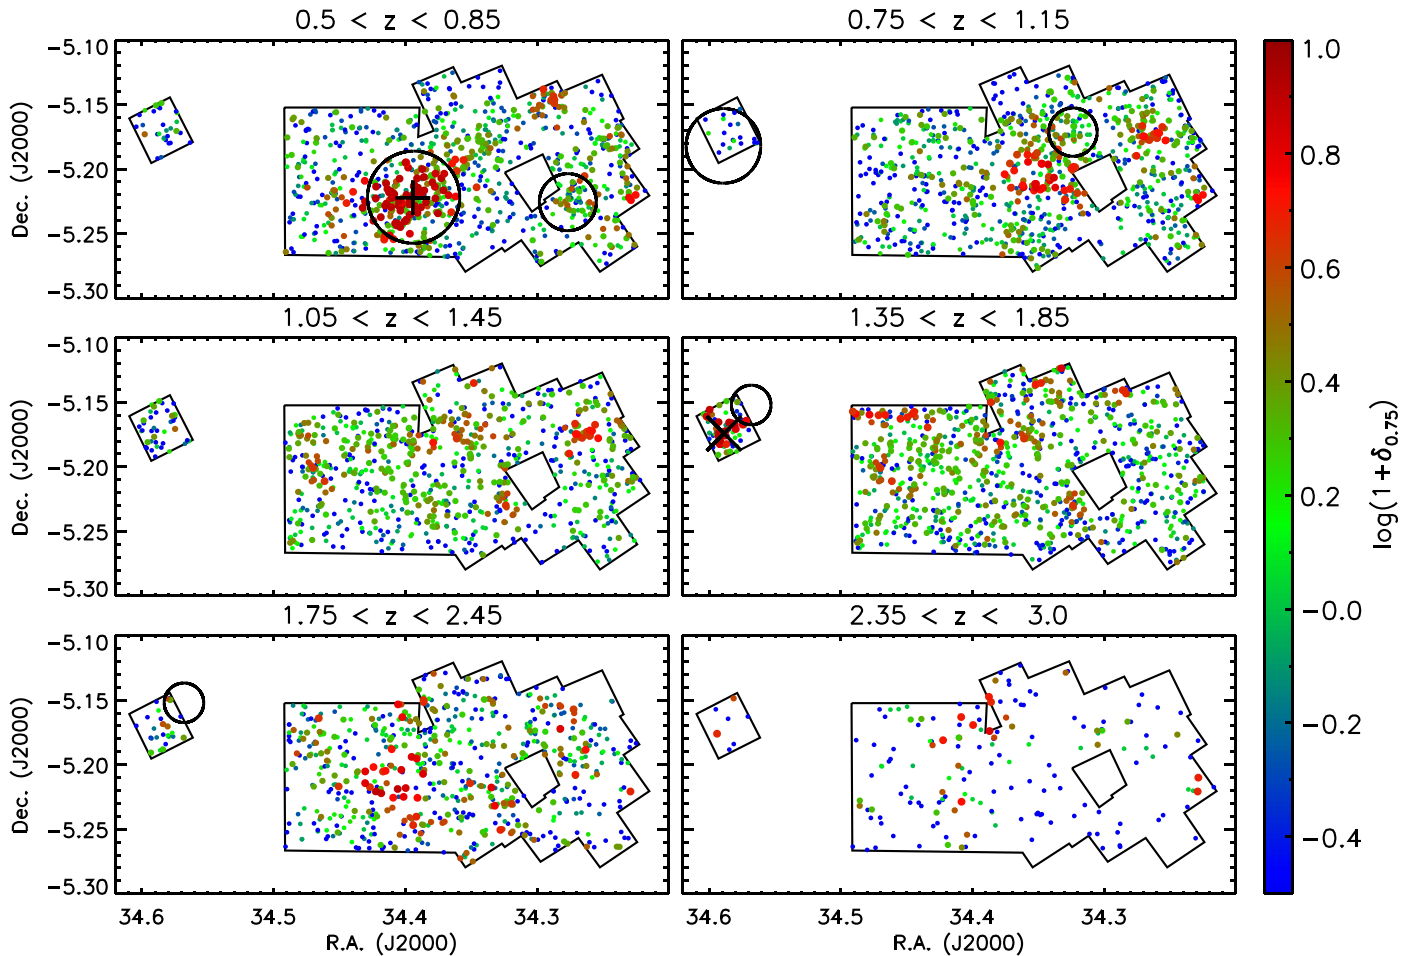 0.5 < z < 0.85
0.75 < z < 1.15
−5.10
−5.15
−5.20
−5.25
−5.30
Dec. (J2000)
1.05 < z < 1.45
1.35 < z < 1.85
−5.10
−5.15
−5.20
−5.25
−5.30
Dec. (J2000)
1.75 < z < 2.45
2.35 < z < 3.0
−5.10
−5.15
−5.20
−5.25
−5.30
Dec. (J2000)
34.6 34.5 34.4 34.3
R.A. (J2000)
34.6 34.5 34.4 34.3
R.A. (J2000)
1.0
0.8
0.6
0.4
0.2
−0.0
−0.2
−0.4
log(1+δ0.75)